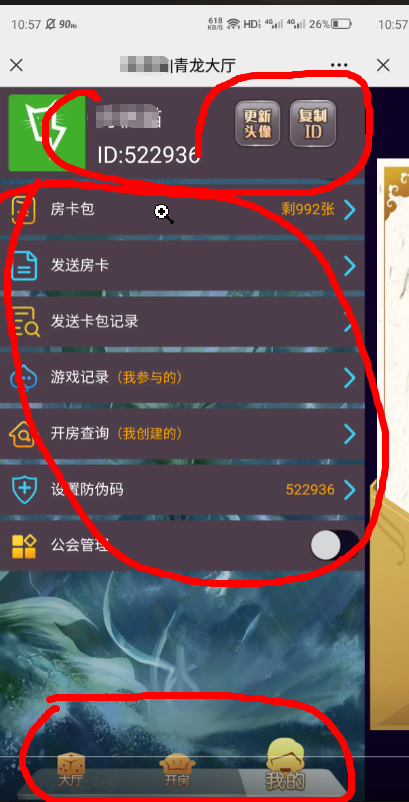 10:57 90Hz 618 KB/S HD 4G 4G 26% 10:57
|青龙大厅
更新头像
复制ID
ID:522936
房卡包 剩992张
发送房卡
发送卡包记录
游戏记录(我参与的)
开房查询(我创建的)
设置防伪码 522936
公会管理
大厅 开房 我的